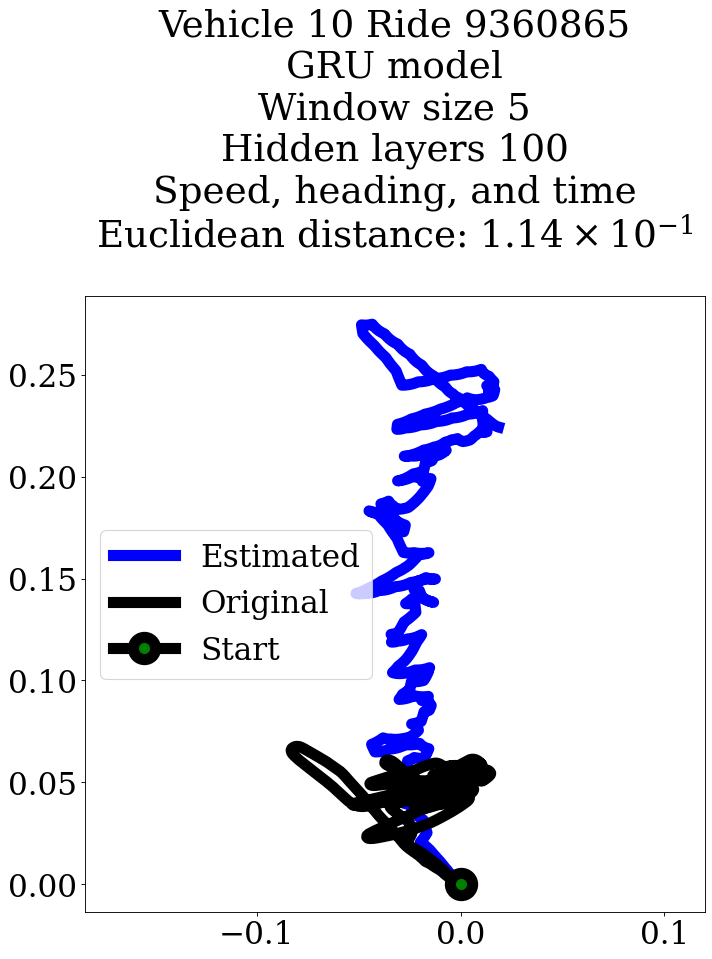 Vehicle 10 Ride 9360865
GRU model
Window size 5
Hidden layers 100
Speed, heading, and time
Euclidean distance: 1.14 × 10⁻¹
0.25
0.20
0.15
0.10
0.05
0.00
Estimated
Original
Start
−0.1
0.0
0.1